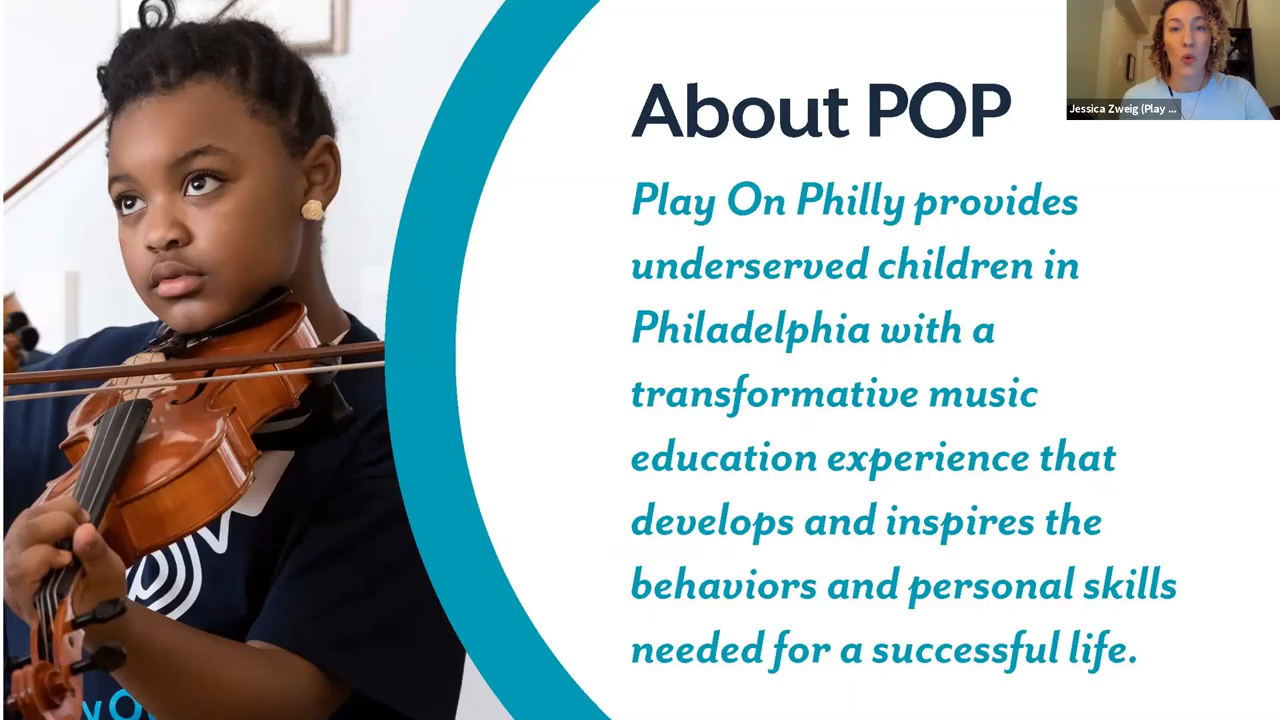 About POP
Jessica Zweig (Play ...
Play On Philly provides
underserved children in
Philadelphia with a
transformative music
education experience that
develops and inspires the
behaviors and personal skills
needed for a successful life.